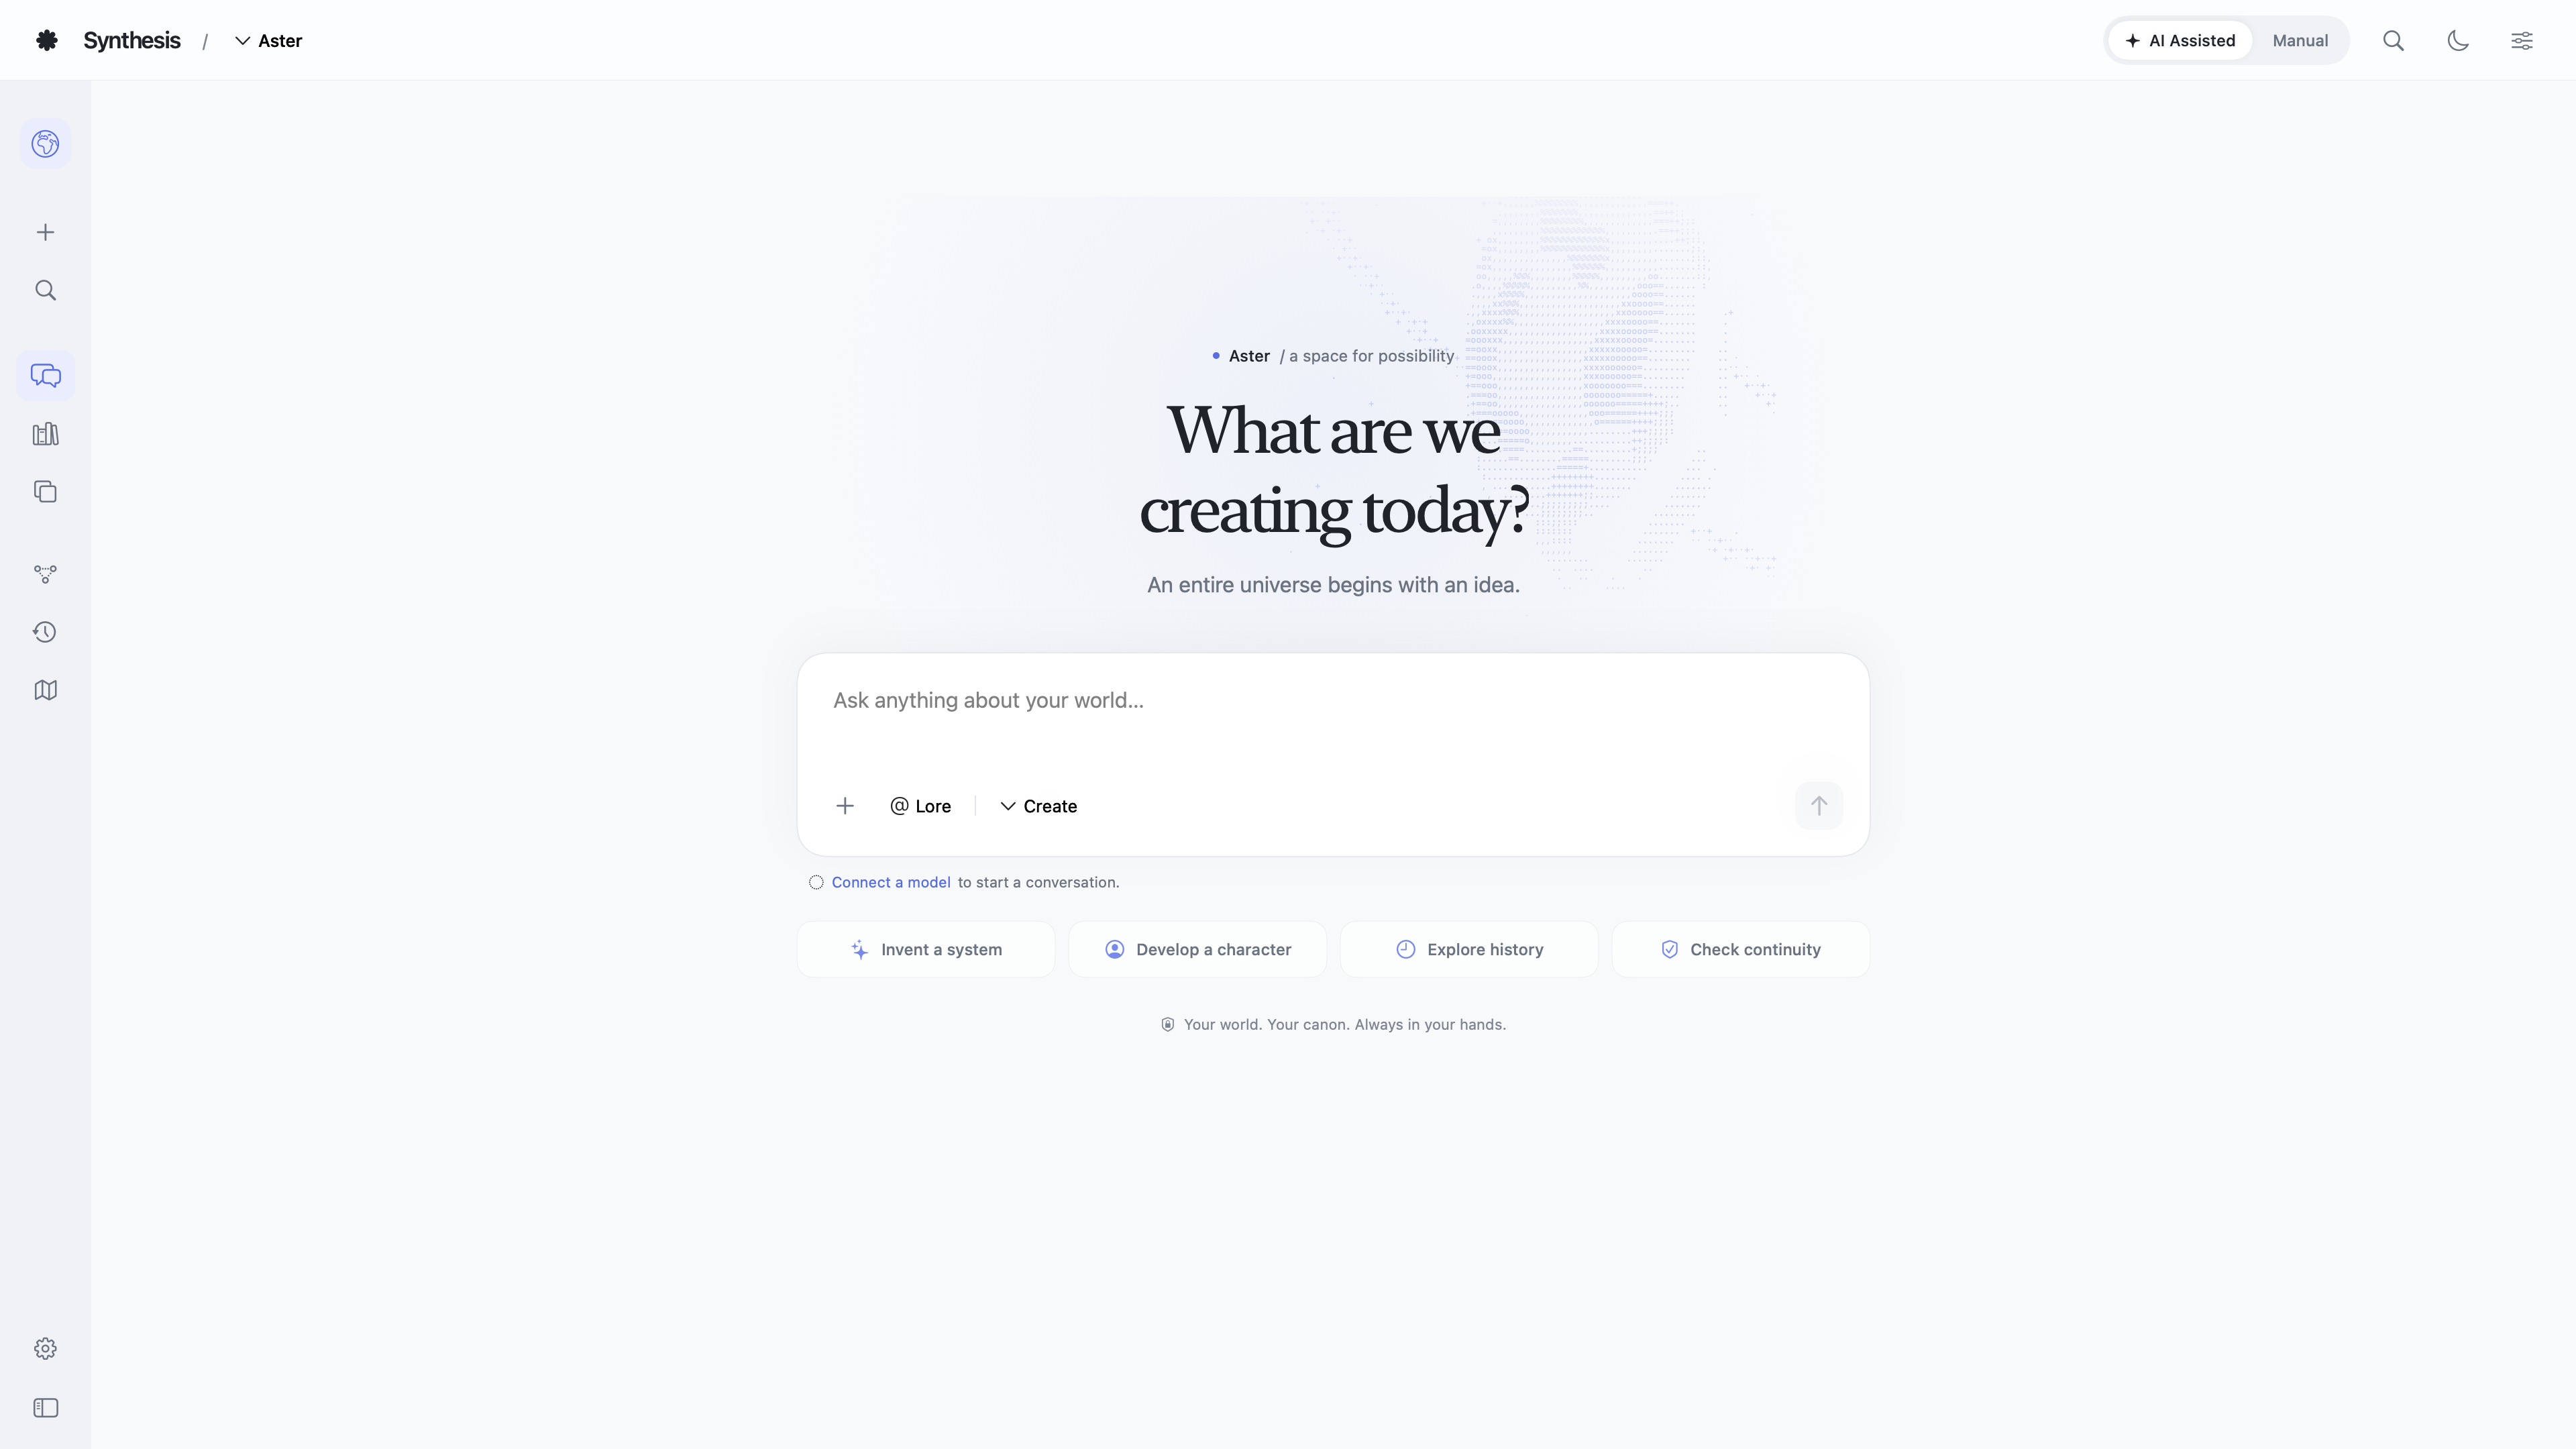 Synthesis / Aster
AI Assisted
Manual
Aster / a space for possibility
What are we
creating today?
An entire universe begins with an idea.
Ask anything about your world...
@ Lore
Create
Connect a model to start a conversation.
Invent a system
Develop a character
Explore history
Check continuity
Your world. Your canon. Always in your hands.